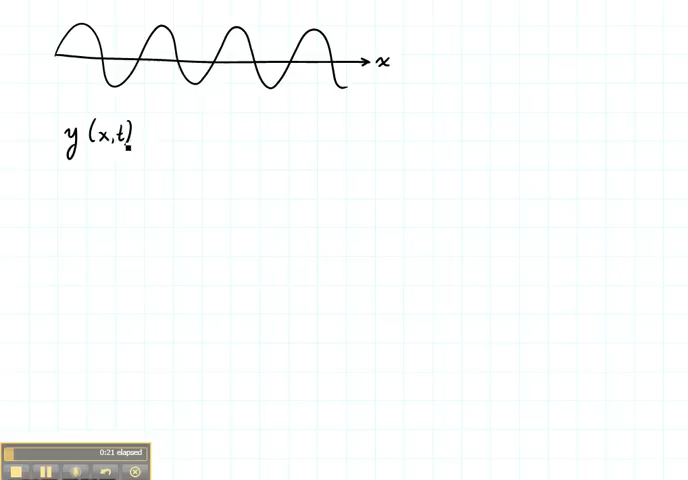 x
y (x,t)
0:21 elapsed